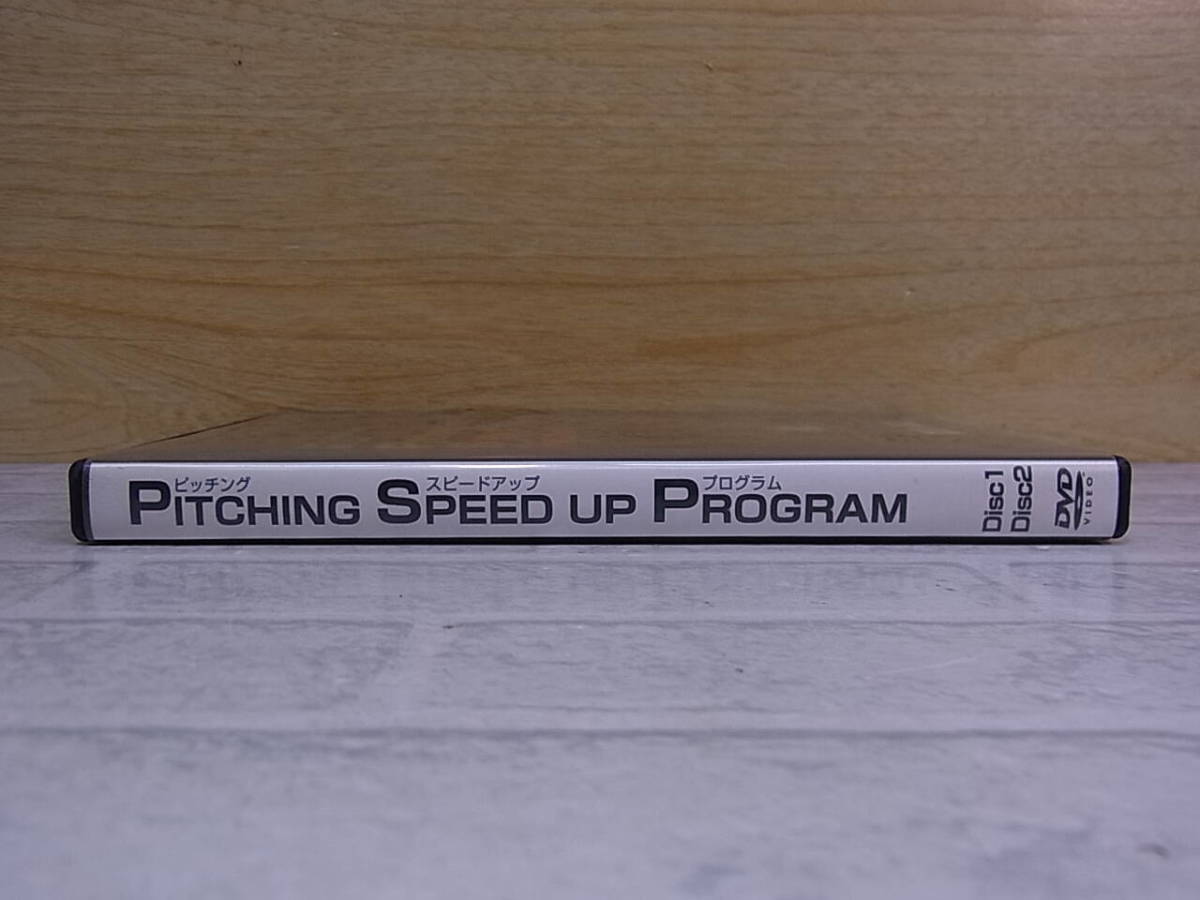 ピッチング スピードアップ プログラム
PITCHING SPEED UP PROGRAM
Disc1
Disc2
DVD
VIDEO